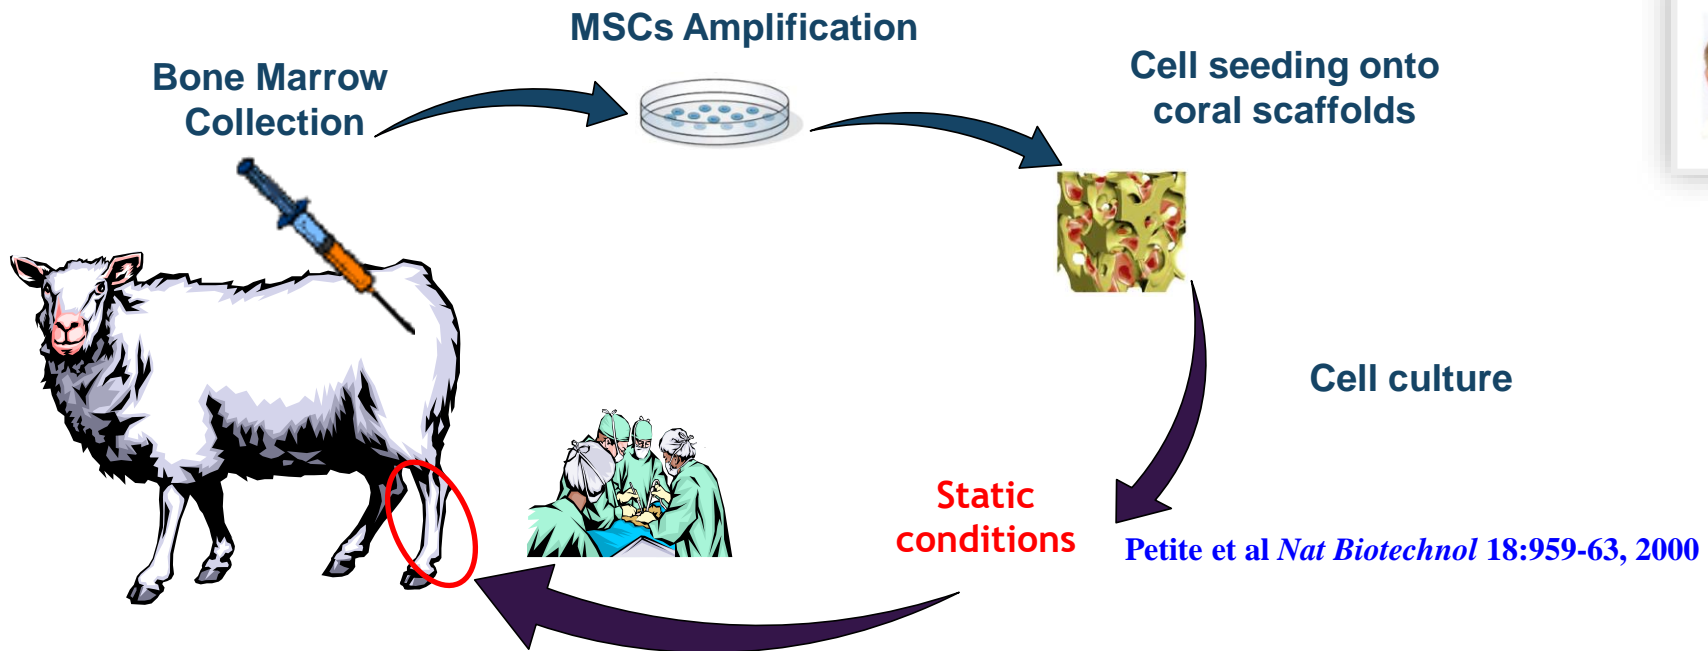 MSCs Amplification
Bone Marrow
Collection
Cell seeding onto
coral scaffolds
Cell culture
Static
conditions
Petite et al Nat Biotechnol 18:959-63, 2000